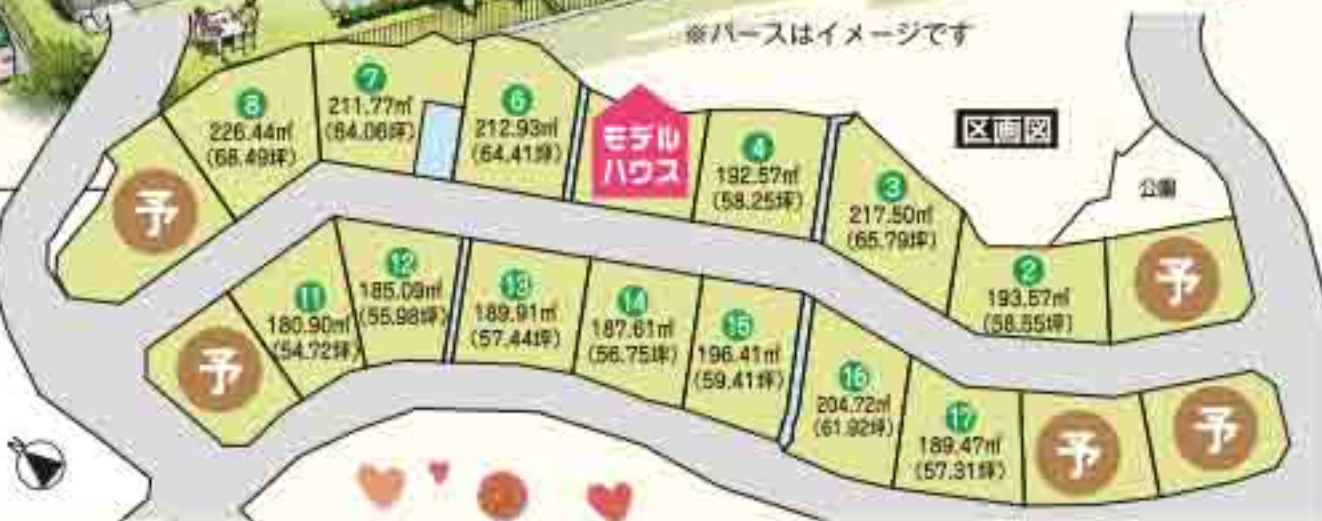 ※パースはイメージです
区画図
公園
8
226.44㎡
(68.49坪)
7
211.77㎡
(64.06坪)
6
212.93㎡
(64.41坪)
モデル
ハウス
4
192.57㎡
(58.25坪)
3
217.50㎡
(65.79坪)
2
193.57㎡
(58.55坪)
予
予
11
180.90㎡
(54.72坪)
12
185.09㎡
(55.98坪)
13
189.91㎡
(57.44坪)
14
187.61㎡
(56.75坪)
15
196.41㎡
(59.41坪)
16
204.72㎡
(61.92坪)
17
189.47㎡
(57.31坪)
予
予
予